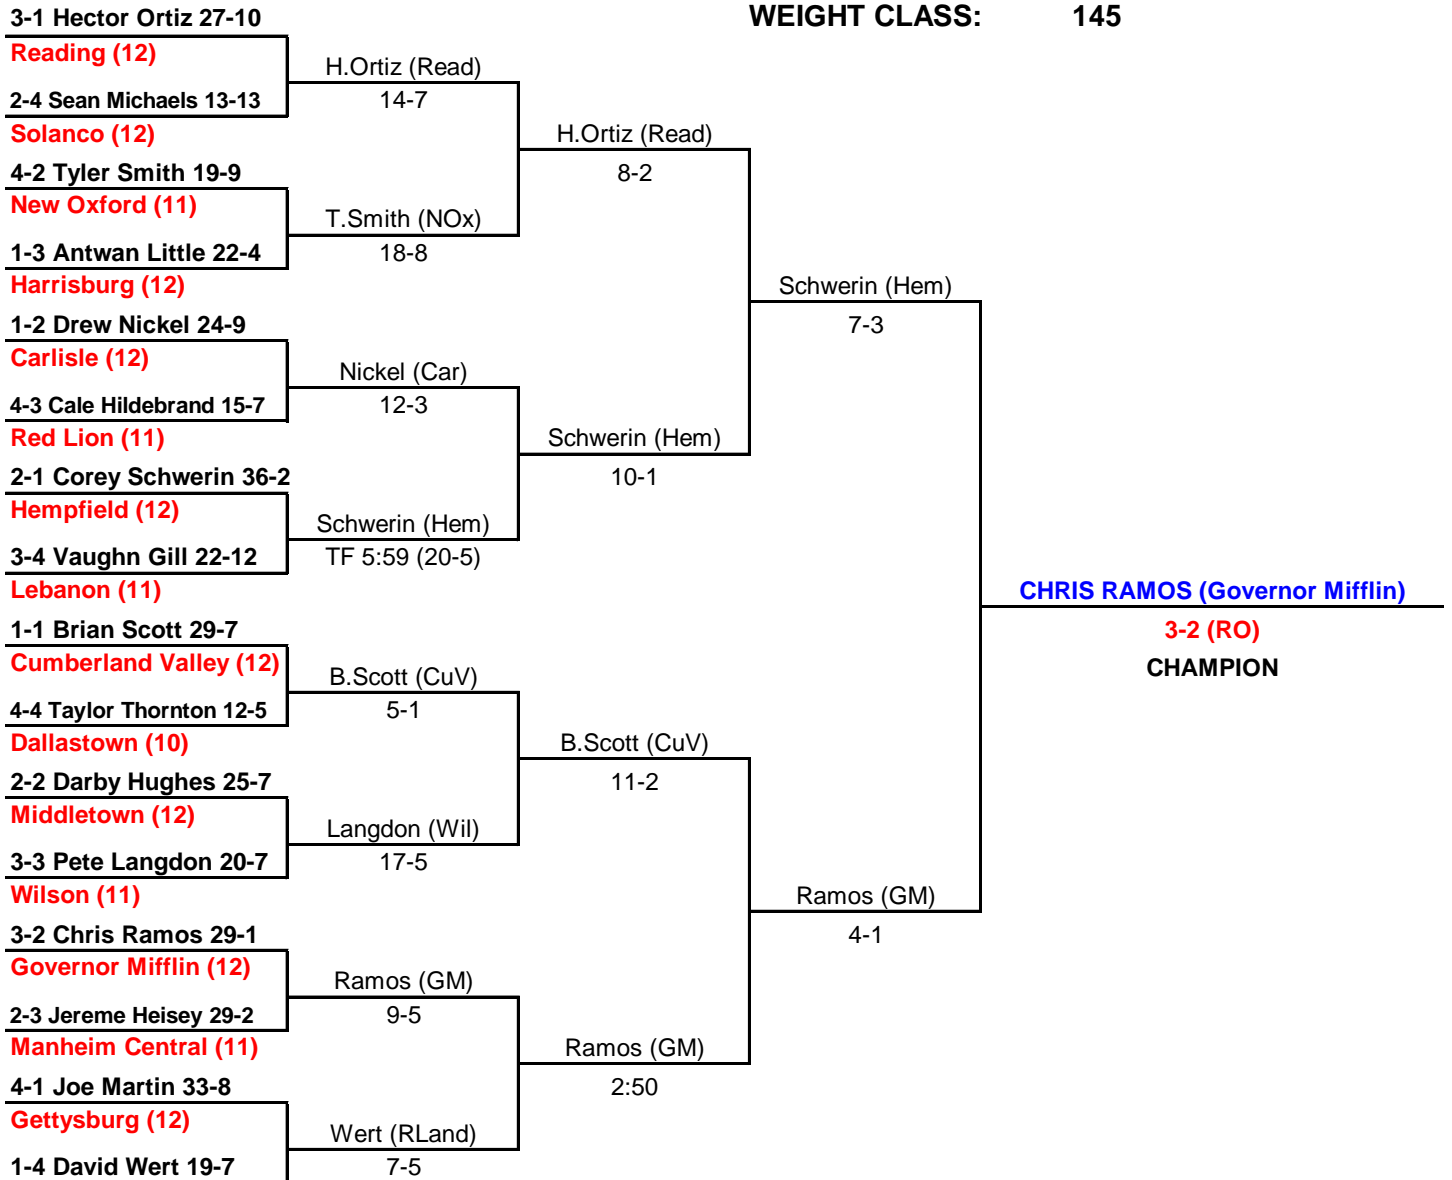 3-1 Hector Ortiz 27-10
WEIGHT CLASS: 145
Reading (12)
H.Ortiz (Read)
2-4 Sean Michaels 13-13
14-7
Solanco (12)
H.Ortiz (Read)
4-2 Tyler Smith 19-9
8-2
New Oxford (11)
T.Smith (NOx)
1-3 Antwan Little 22-4
18-8
Harrisburg (12)
Schwerin (Hem)
1-2 Drew Nickel 24-9
7-3
Carlisle (12)
Nickel (Car)
4-3 Cale Hildebrand 15-7
12-3
Red Lion (11)
Schwerin (Hem)
2-1 Corey Schwerin 36-2
10-1
Hempfield (12)
Schwerin (Hem)
3-4 Vaughn Gill 22-12
TF 5:59 (20-5)
Lebanon (11)
CHRIS RAMOS (Governor Mifflin)
1-1 Brian Scott 29-7
3-2 (RO)
Cumberland Valley (12)
CHAMPION
B.Scott (CuV)
4-4 Taylor Thornton 12-5
5-1
Dallastown (10)
B.Scott (CuV)
2-2 Darby Hughes 25-7
11-2
Middletown (12)
Langdon (Wil)
3-3 Pete Langdon 20-7
17-5
Wilson (11)
Ramos (GM)
3-2 Chris Ramos 29-1
4-1
Governor Mifflin (12)
Ramos (GM)
2-3 Jereme Heisey 29-2
9-5
Manheim Central (11)
Ramos (GM)
4-1 Joe Martin 33-8
2:50
Gettysburg (12)
Wert (RLand)
1-4 David Wert 19-7
7-5